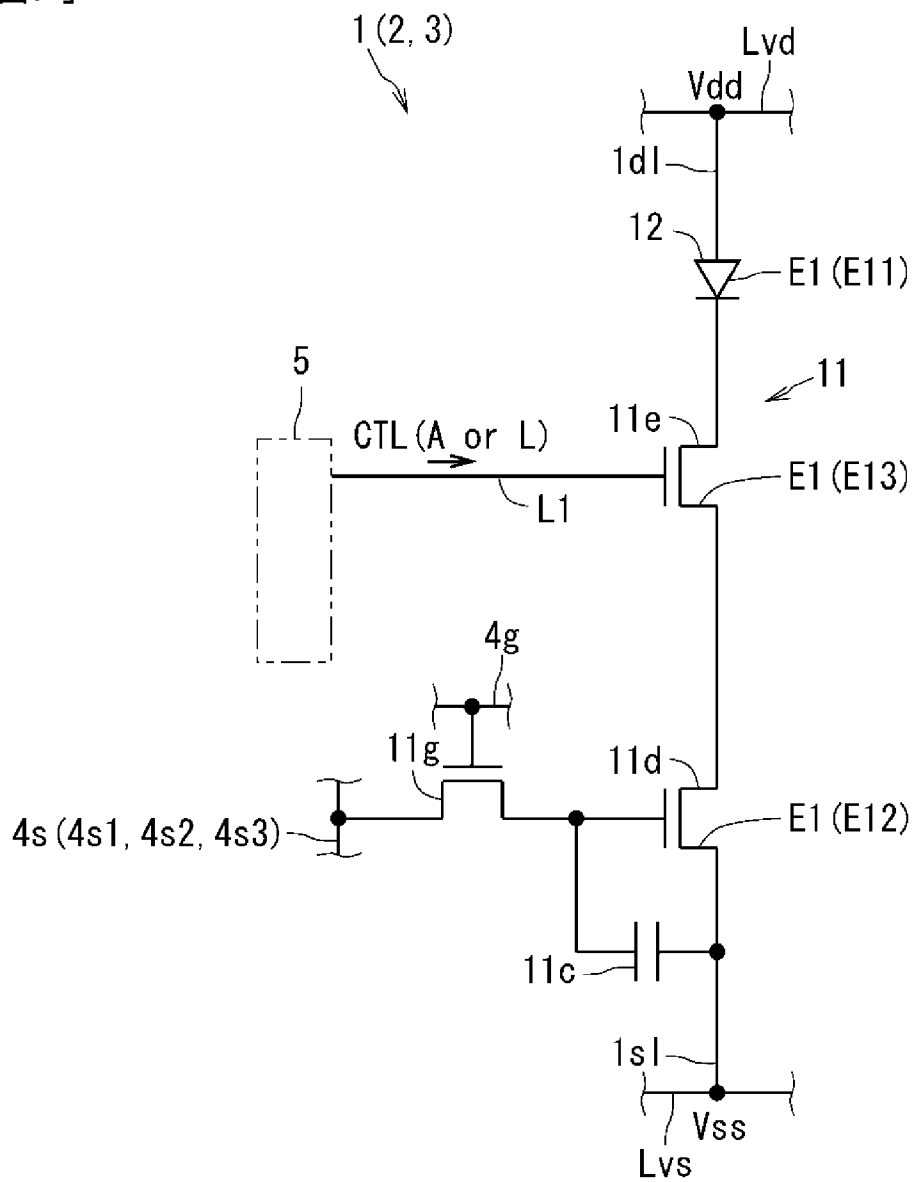 1(2, 3)
Lvd
Vdd
1dl
12
E1(E11)
5
11
CTL(A or L)
11e
L1
E1(E13)
4g
11g
11d
4s(4s1, 4s2, 4s3)
E1(E12)
11c
1sl
Vss
Lvs